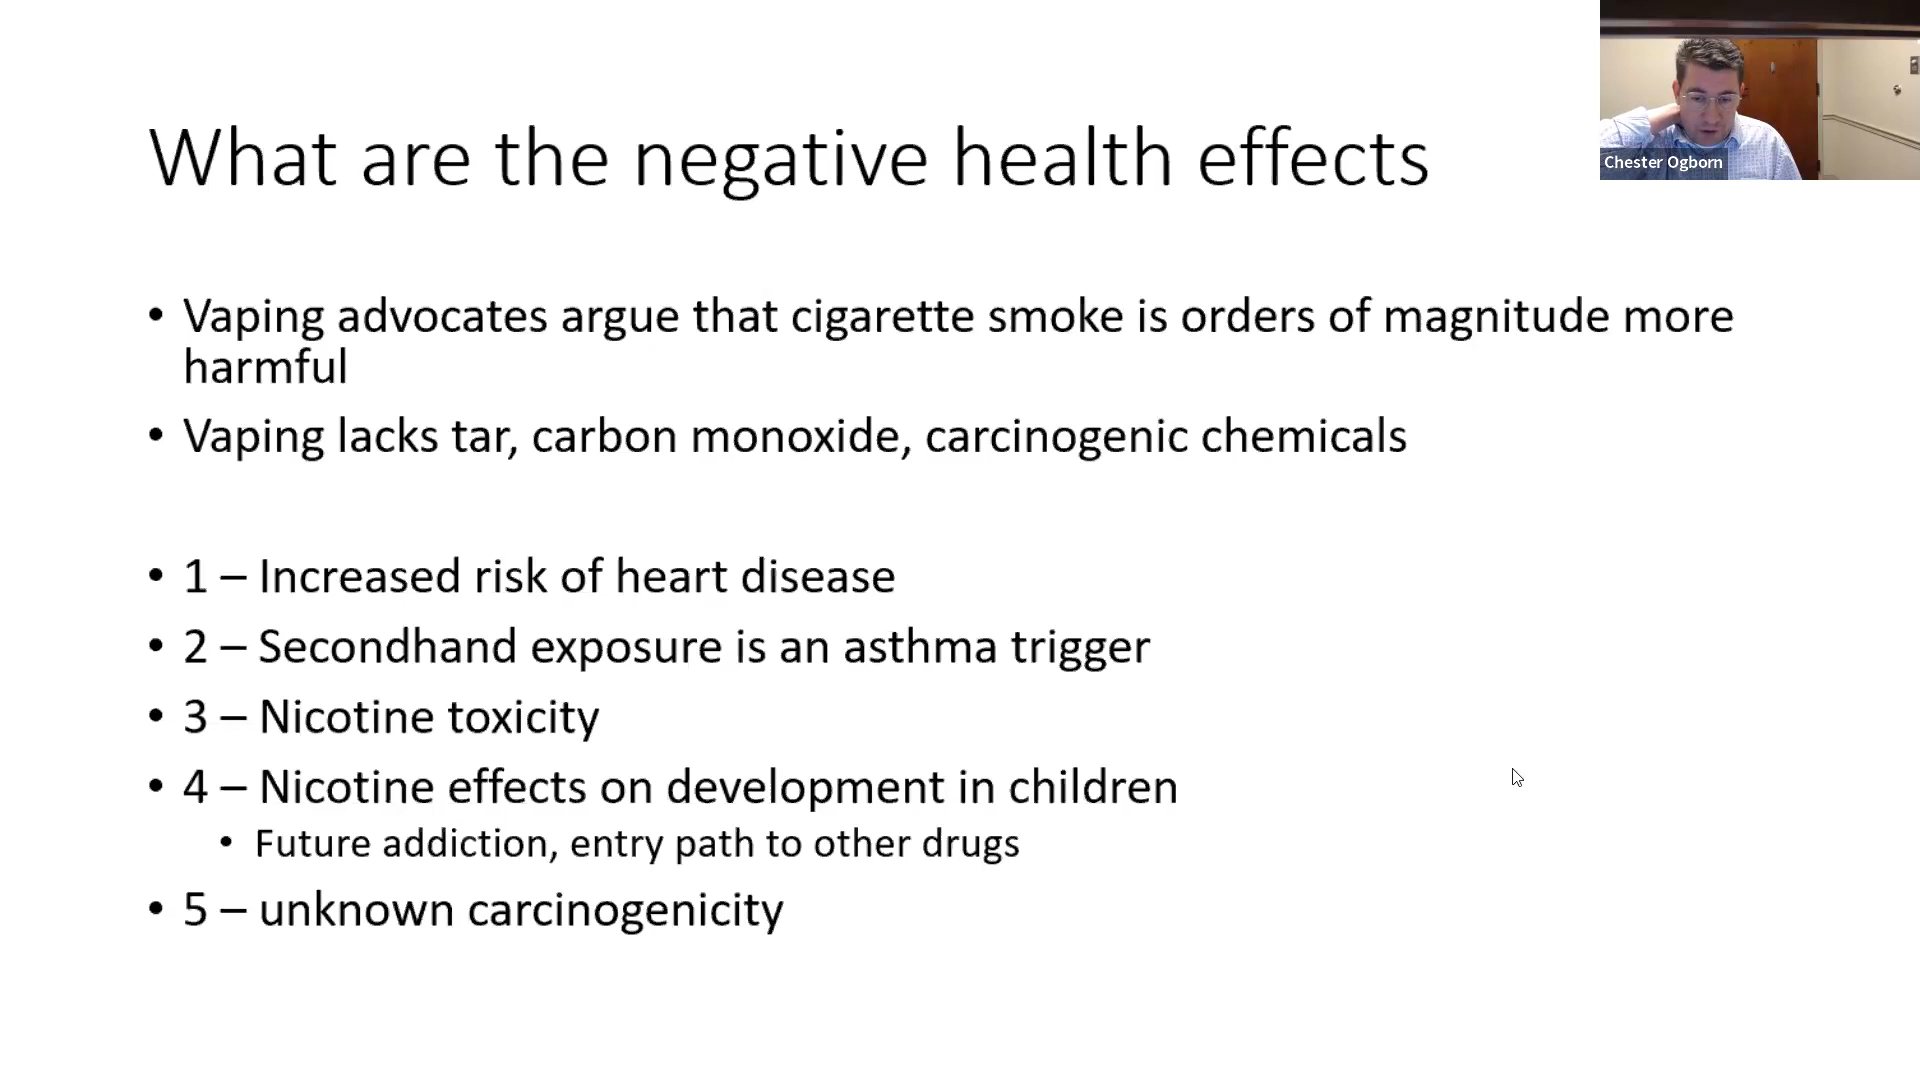 What are the negative health effects
Chester Ogborn
• Vaping advocates argue that cigarette smoke is orders of magnitude more
harmful
• Vaping lacks tar, carbon monoxide, carcinogenic chemicals
• 1 – Increased risk of heart disease
• 2 – Secondhand exposure is an asthma trigger
• 3 – Nicotine toxicity
• 4 – Nicotine effects on development in children
• Future addiction, entry path to other drugs
• 5 – unknown carcinogenicity